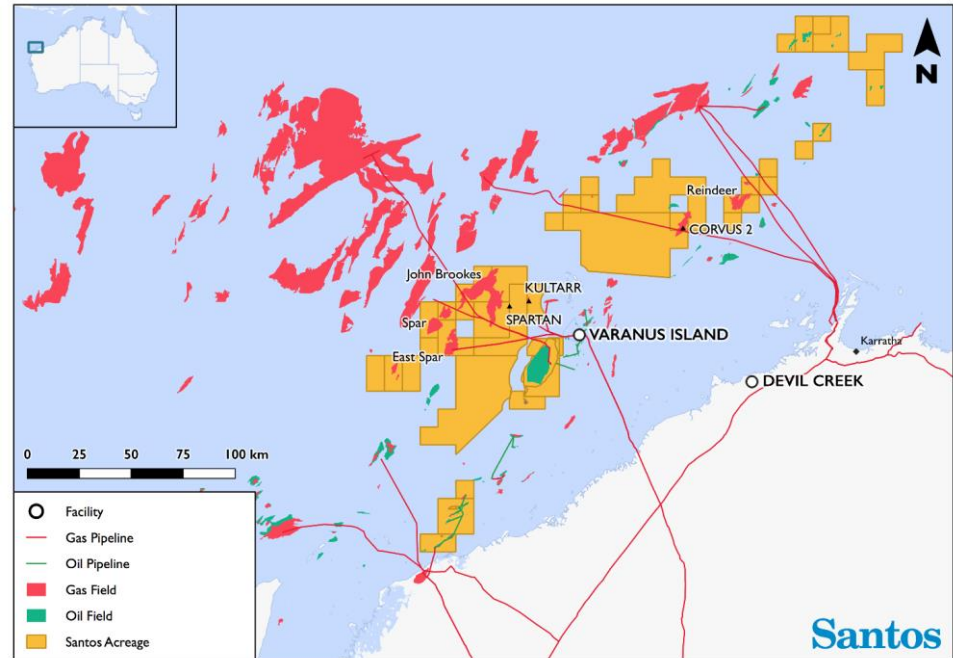 N
Reindeer
CORVUS 2
John Brookes
KULTARR
SPARTAN
Spar
VARANUS ISLAND
East Spar
Karratha
DEVIL CREEK
0 25 50 75 100 km
Facility
Gas Pipeline
Oil Pipeline
Gas Field
Oil Field
Santos Acreage
Santos